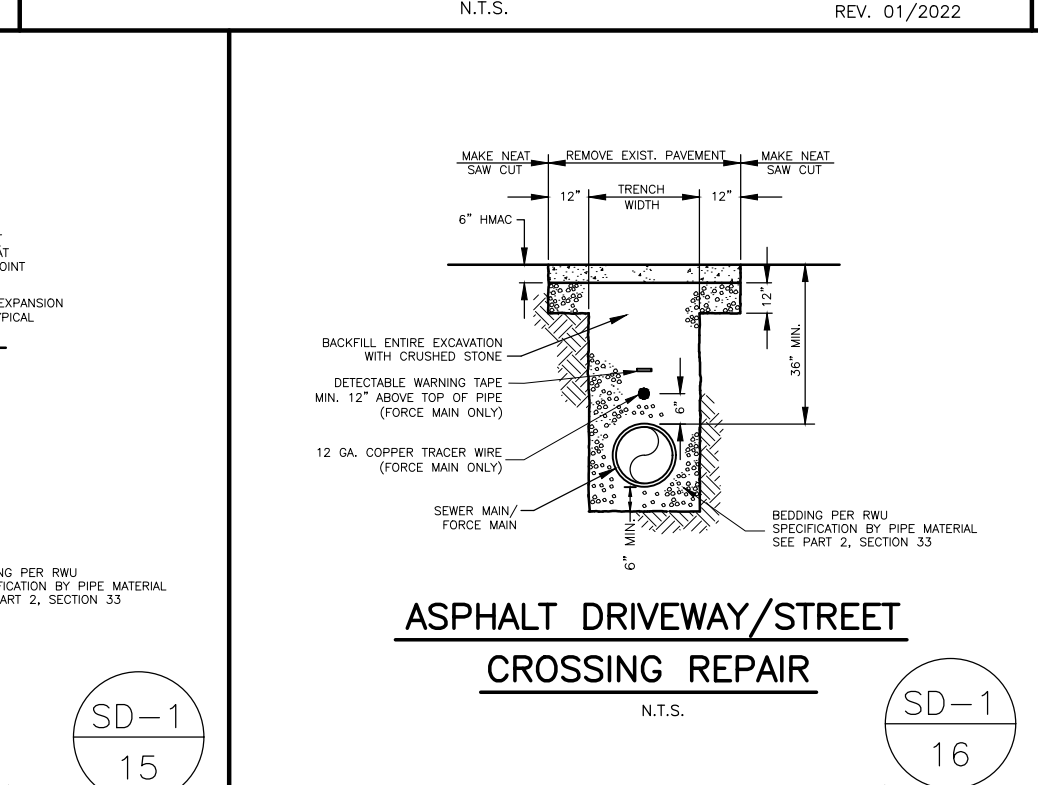 N.T.S.
REV. 01/2022
MAKE NEAT
SAW CUT
REMOVE EXIST. PAVEMENT
MAKE NEAT
SAW CUT
12"
TRENCH
WIDTH
12"
6" HMAC
12"
36" MIN.
BACKFILL ENTIRE EXCAVATION
WITH CRUSHED STONE
DETECTABLE WARNING TAPE
MIN. 12" ABOVE TOP OF PIPE
(FORCE MAIN ONLY)
6"
12 GA. COPPER TRACER WIRE
(FORCE MAIN ONLY)
SEWER MAIN/
FORCE MAIN
6" MIN
BEDDING PER RWU
SPECIFICATION BY PIPE MATERIAL
SEE PART 2, SECTION 33
ASPHALT DRIVEWAY/STREET
CROSSING REPAIR
N.T.S.
SD-1
16
OINT
EXPANSION
YPICAL
NG PER RWU
FICATION BY PIPE MATERIAL
ART 2, SECTION 33
SD-1
15